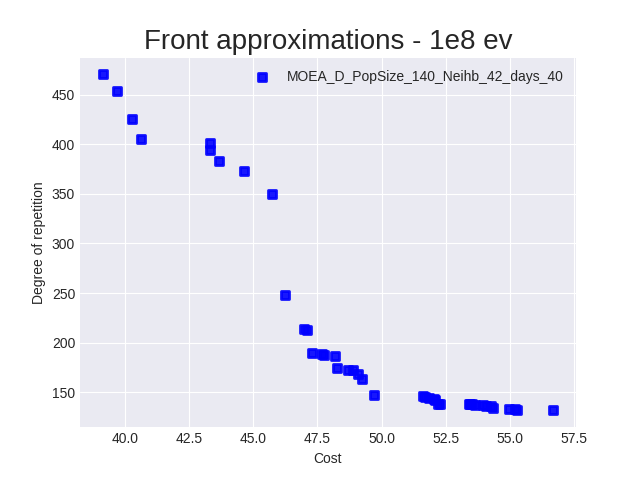 Front approximations - 1e8 ev
MOEA_D_PopSize_140_Neihb_42_days_40
Degree of repetition
450
400
350
300
250
200
150
40.0 42.5 45.0 47.5 50.0 52.5 55.0 57.5
Cost